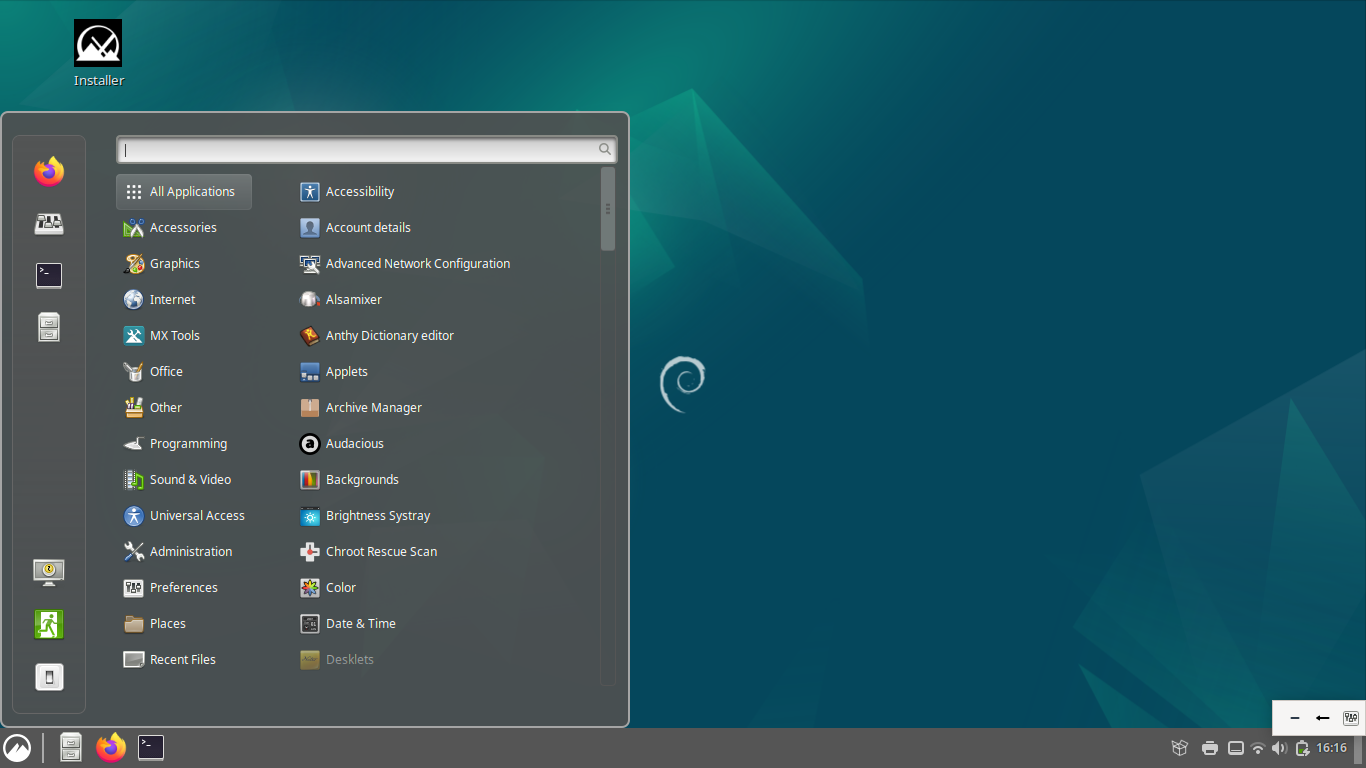 Installer
All Applications
Accessories
Graphics
Internet
MX Tools
Office
Other
Programming
Sound & Video
Universal Access
Administration
Preferences
Places
Recent Files
Accessibility
Account details
Advanced Network Configuration
Alsamixer
Anthy Dictionary editor
Applets
Archive Manager
Audacious
Backgrounds
Brightness Systray
Chroot Rescue Scan
Color
Date & Time
Desklets
16:16